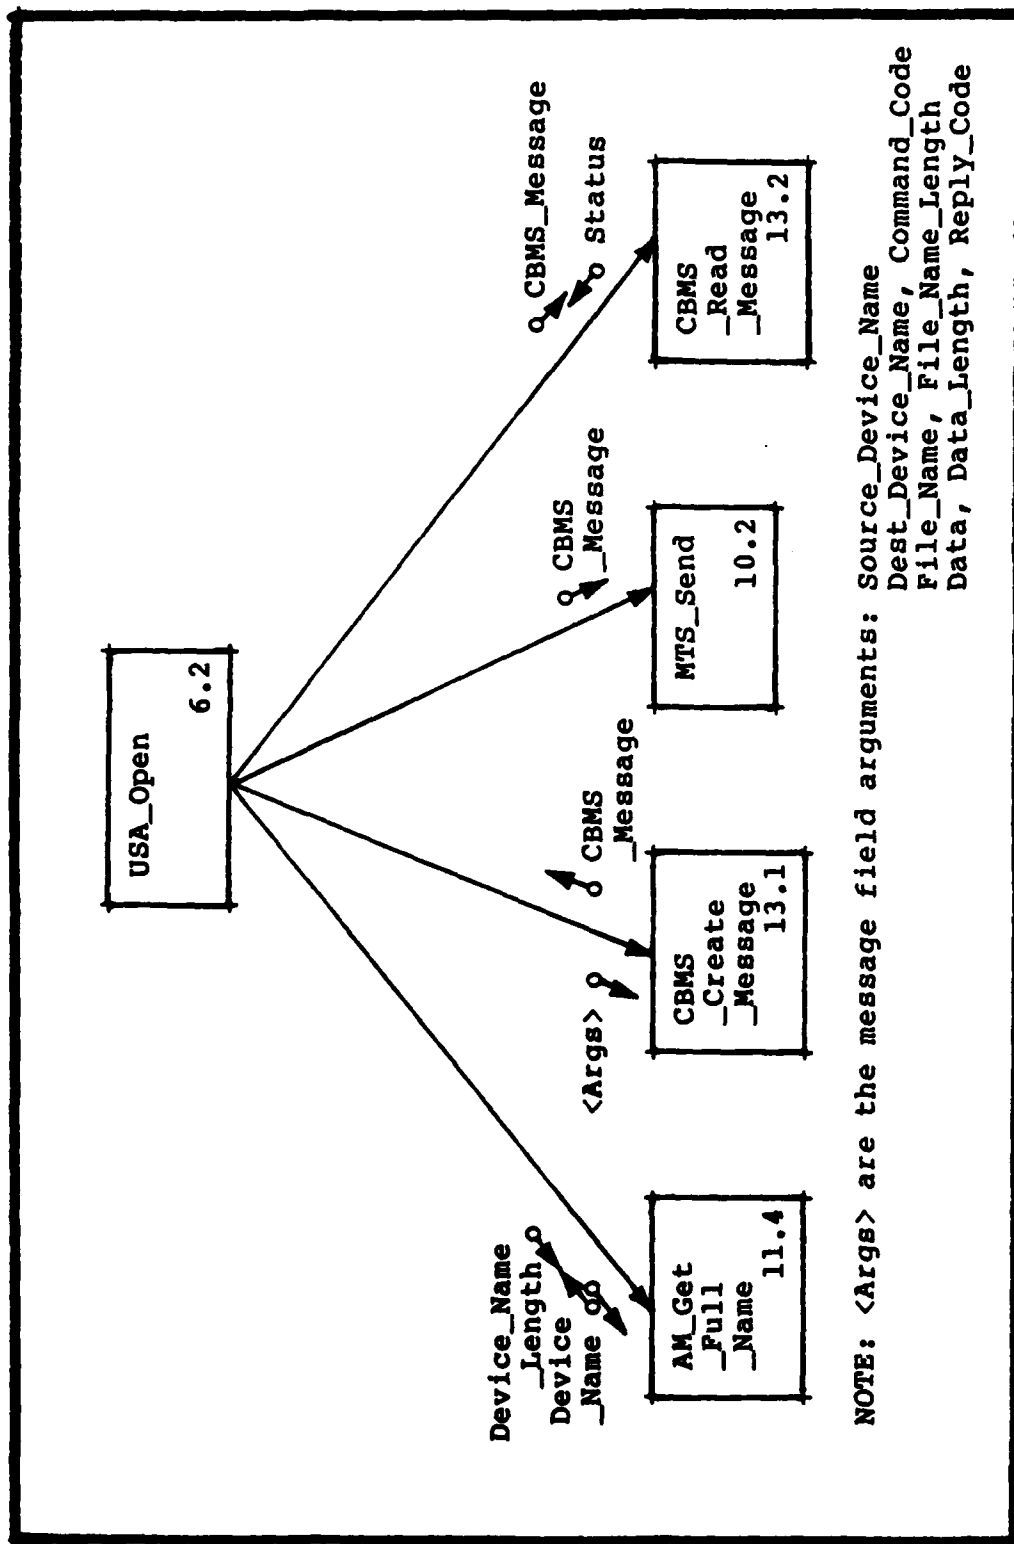 USA_Open
6.2
Device_Name
_Length
Device
_Name
<Args>
CBMS
_Message
CBMS
_Message
CBMS_Message
Status
AM_Get
_Full
_Name
11.4
CBMS
_Create
_Message
13.1
MTS_Send
10.2
CBMS
_Read
_Message
13.2
NOTE: <Args> are the message field arguments: Source_Device_Name
Dest_Device_Name, Command_Code
File_Name, File_Name_Length
Data, Data_Length, Reply_Code